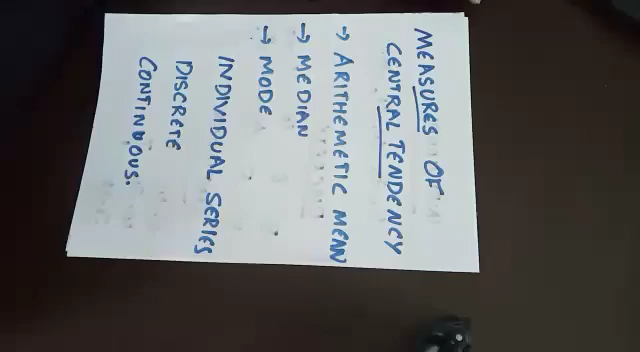 MEASURES OF
CENTRAL TENDENCY
→ ARITHEMETIC MEAN
→ MEDIAN
→ MODE
INDIVIDUAL SERIES
DISCRETE
CONTINUOUS.